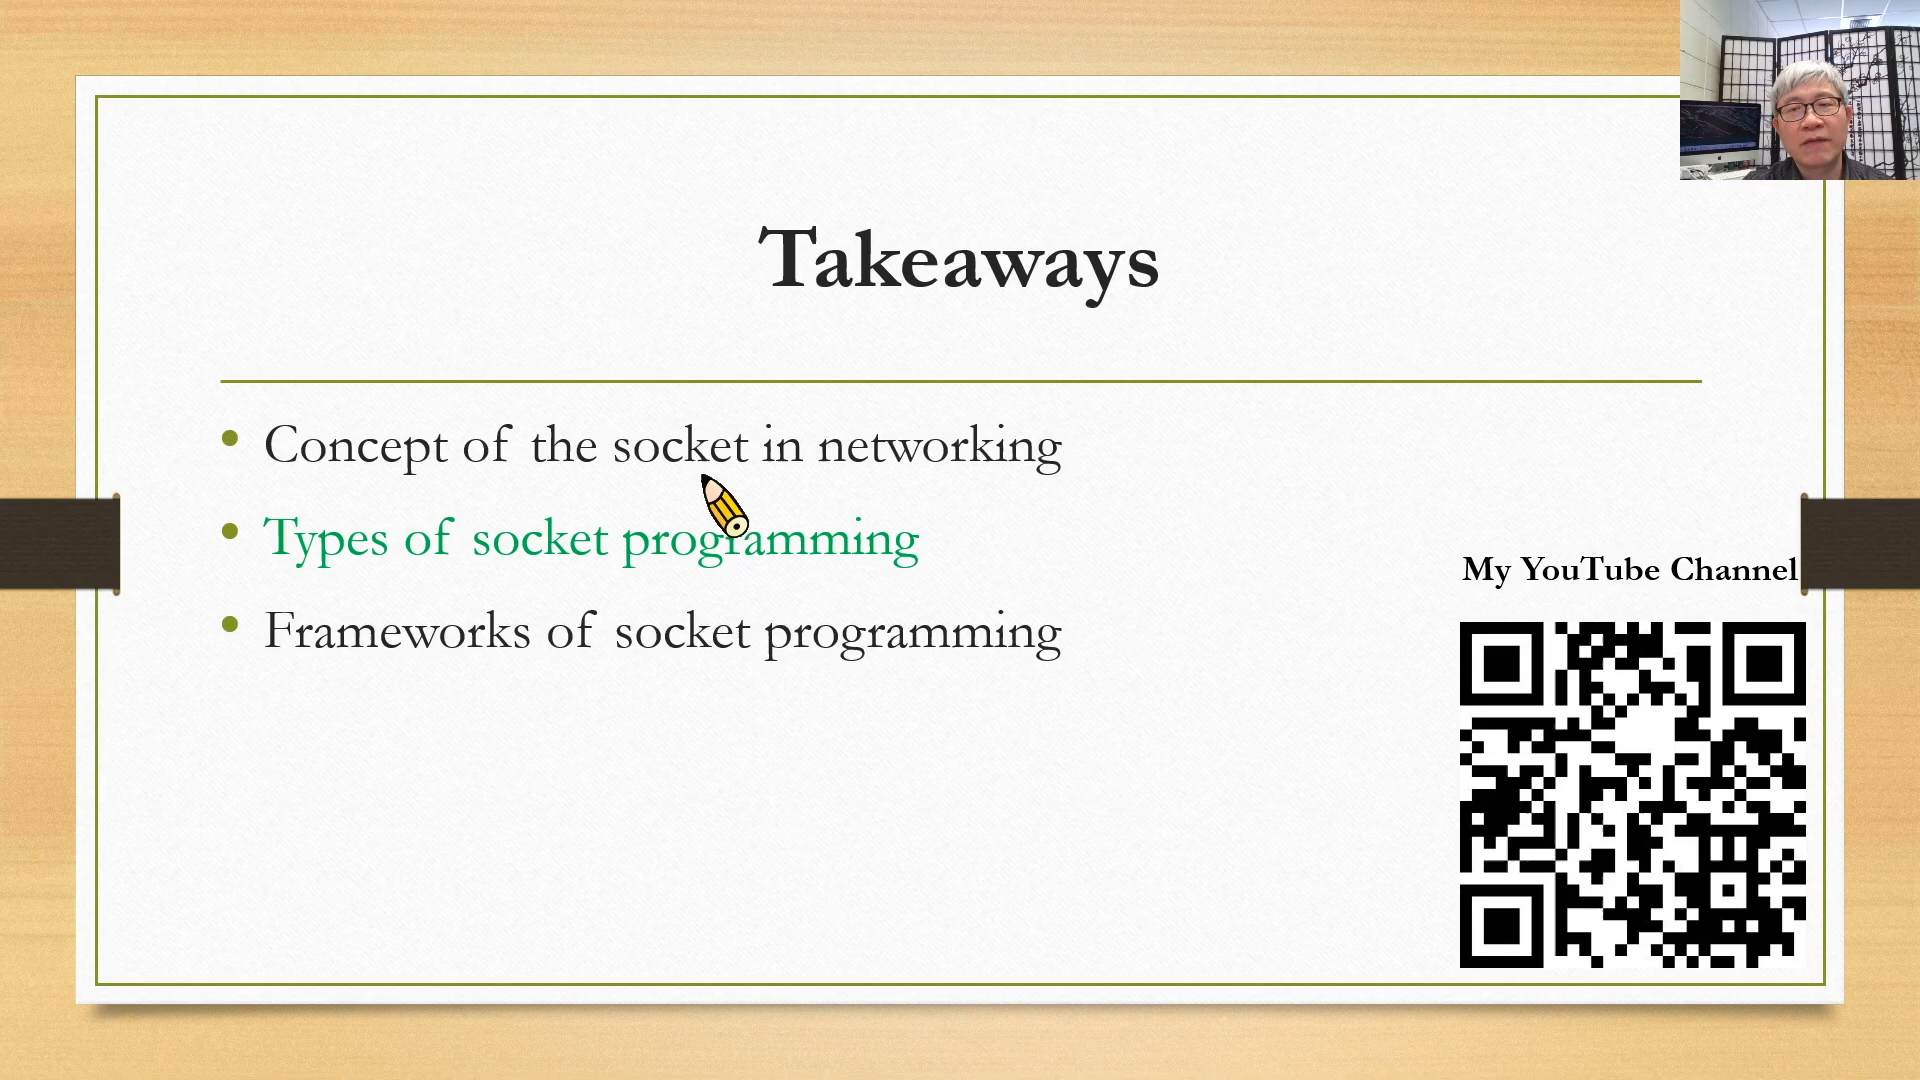 Takeaways
Concept of the socket in networking
Types of socket programming
Frameworks of socket programming
My YouTube Channel